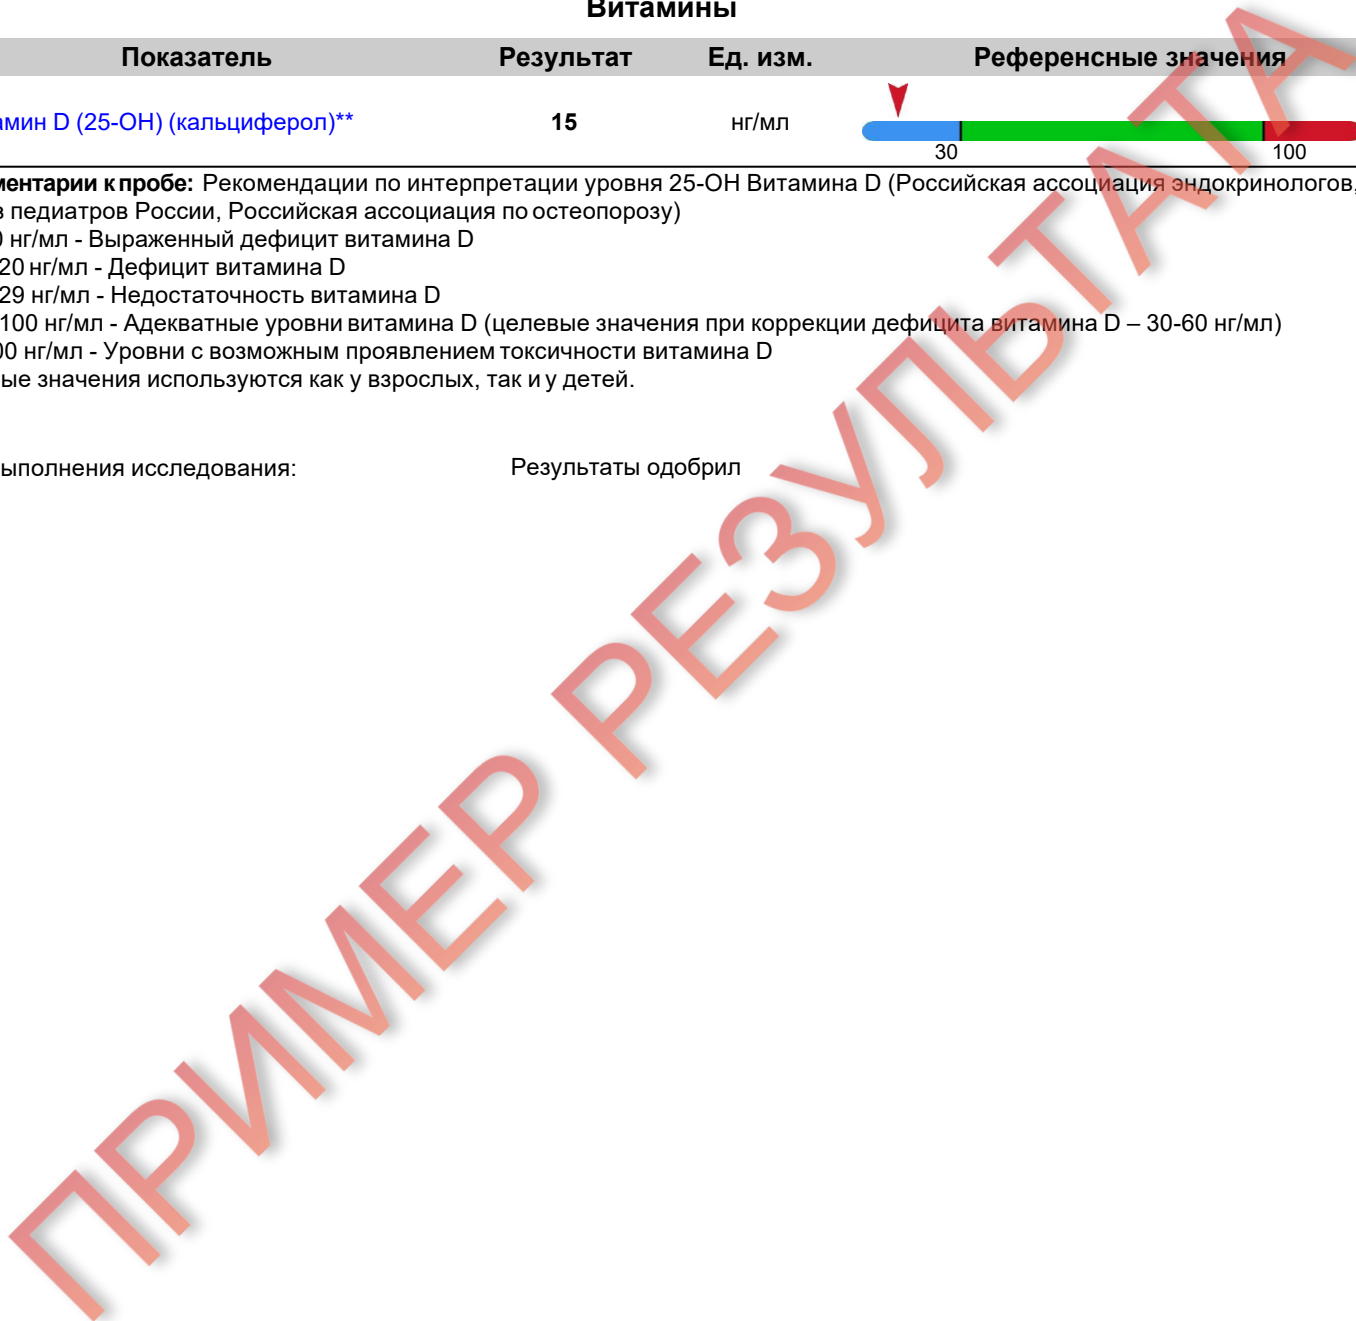 Витамины
Показатель Результат Ед. изм. Референсные значения
амин D (25-OH) (кальциферол)** 15 нг/мл
30 100
ментарии к пробе: Рекомендации по интерпретации уровня 25-ОН Витамина D (Российская ассоциация эндокринологов,
в педиатров России, Российская ассоциация по остеопорозу)
0 нг/мл - Выраженный дефицит витамина D
20 нг/мл - Дефицит витамина D
29 нг/мл - Недостаточность витамина D
100 нг/мл - Адекватные уровни витамина D (целевые значения при коррекции дефицита витамина D – 30-60 нг/мл)
00 нг/мл - Уровни с возможным проявлением токсичности витамина D
ые значения используются как у взрослых, так и у детей.
ыполнения исследования: Результаты одобрил
ПРИМЕР РЕЗУЛЬТАТА